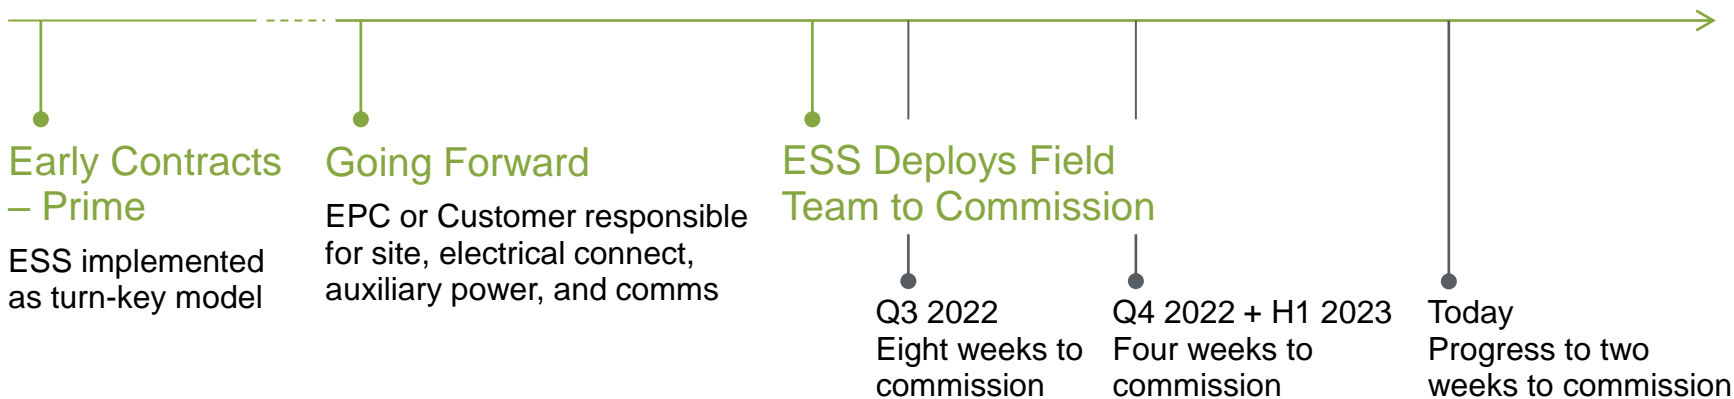 Early Contracts
– Prime
ESS implemented
as turn-key model
Going Forward
EPC or Customer responsible
for site, electrical connect,
auxiliary power, and comms
ESS Deploys Field
Team to Commission
Q3 2022
Eight weeks to
commission
Q4 2022 + H1 2023
Four weeks to
commission
Today
Progress to two
weeks to commission